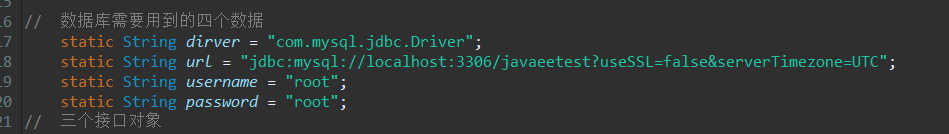 16 // 数据库需要用到的四个数据
17 static String dirver = "com.mysql.jdbc.Driver";
18 static String url = "jdbc:mysql://localhost:3306/javaeetest?useSSL=false&serverTimezone=UTC";
19 static String username = "root";
20 static String password = "root";
21 // 三个接口对象